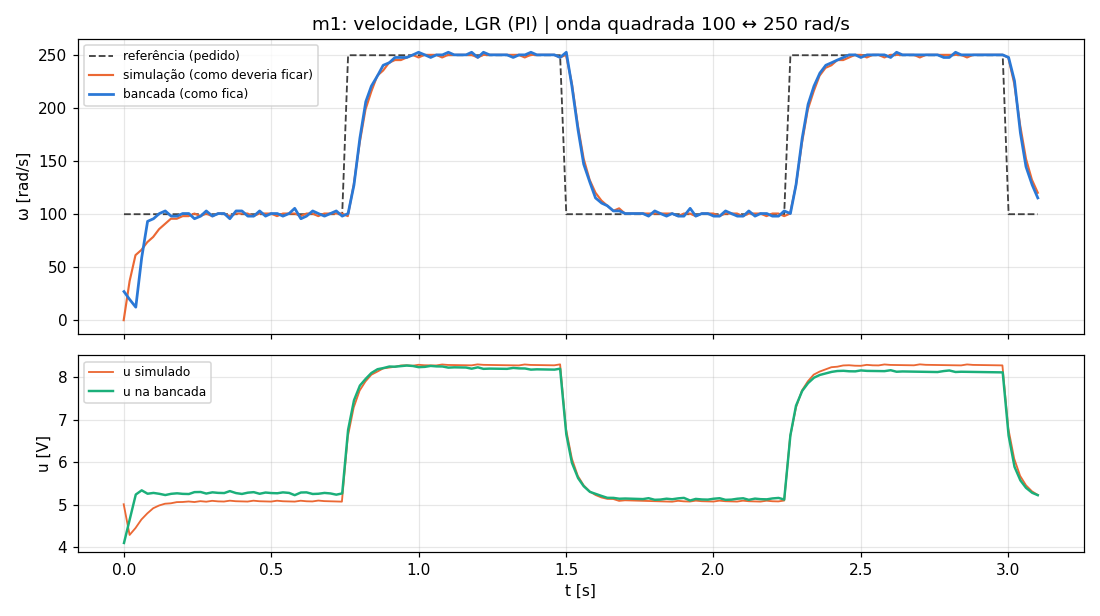 m1: velocidade, LGR (PI) | onda quadrada 100 ↔ 250 rad/s
referência (pedido)
simulação (como deveria ficar)
bancada (como fica)
ω [rad/s]
250
200
150
100
50
0
u simulado
u na bancada
u [V]
8
7
6
5
4
0.0 0.5 1.0 1.5 2.0 2.5 3.0
t [s]